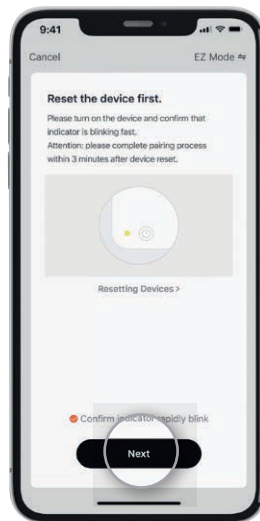 9:41
Cancel EZ Mode
Reset the device first.
Please turn on the device and confirm that
indicator is blinking fast.
Attention: please complete pairing process
within 3 minutes after device reset.
Resetting Devices >
Confirm indicator rapidly blink
Next